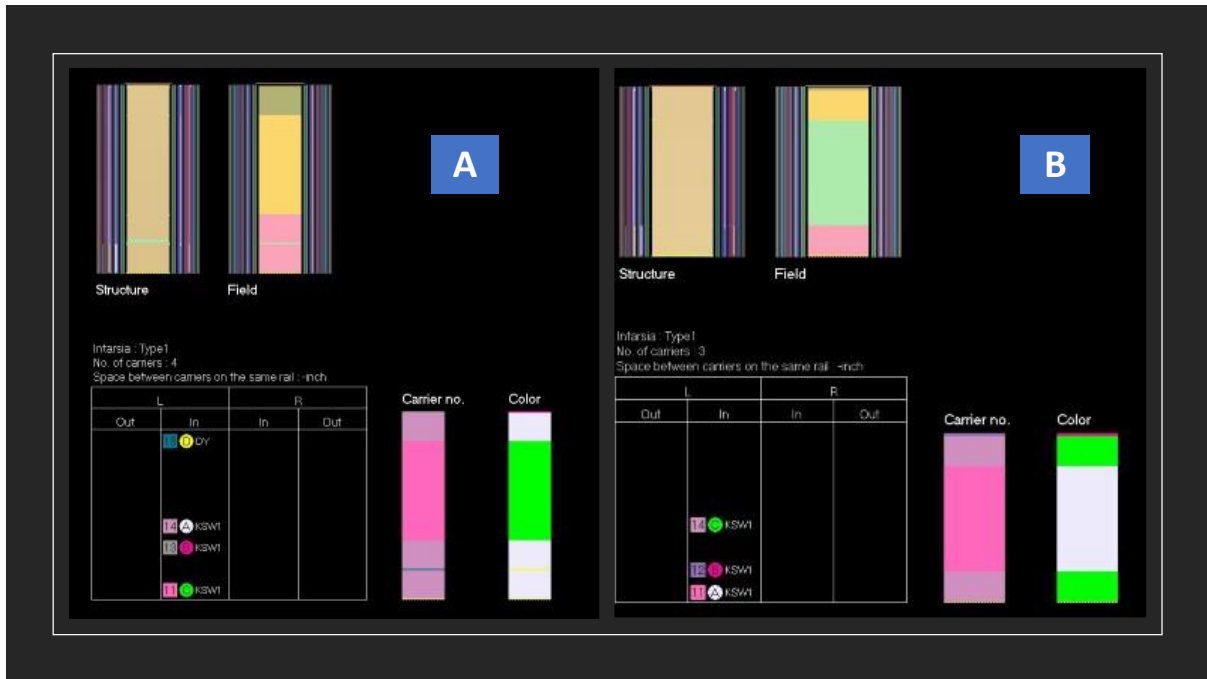 A
Structure Field
Intarsia : Type1
No. of carriers : 4
Space between carriers on the same rail : -inch
L R
Out In In Out
D DY
14 A KSW1
13 B KSW1
11 C KSW1
Carrier no. Color
B
Structure Field
Intarsia : Type1
No. of carriers : 3
Space between carriers on the same rail -inch
L R
Out In In Out
14 C KSW1
12 B KSW1
11 A KSW1
Carrier no. Color